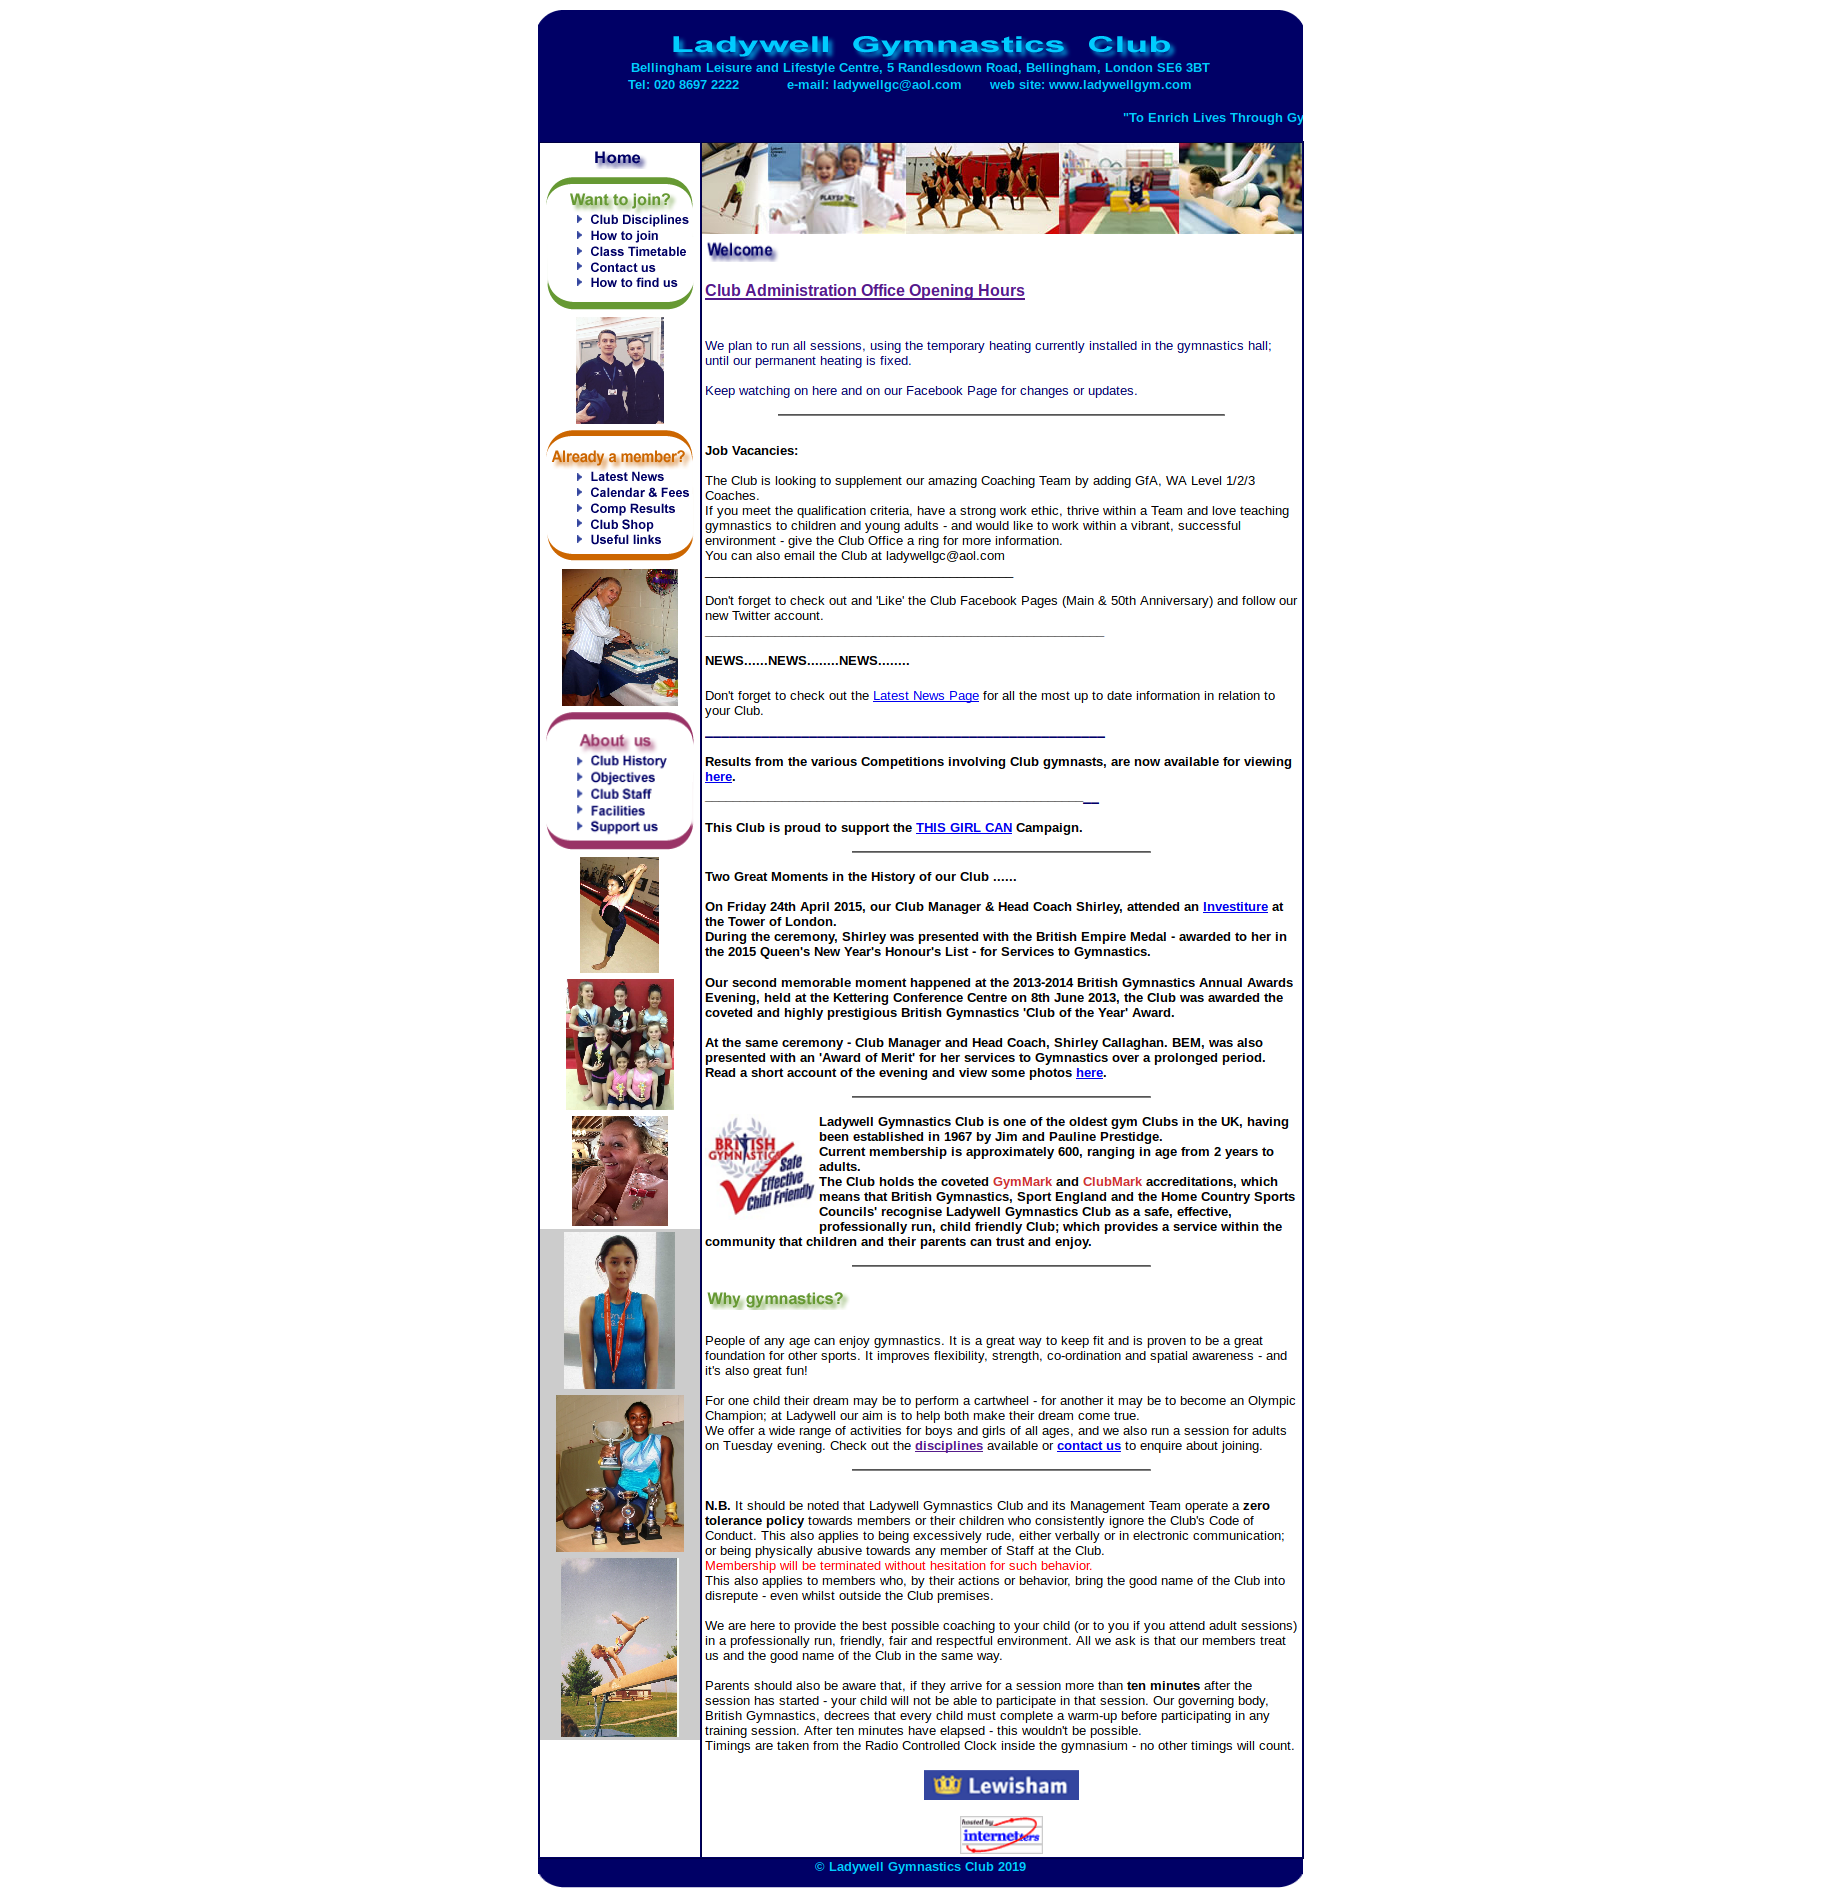 Ladywell Gymnastics Club
Bellingham Leisure and Lifestyle Centre, 5 Randlesdown Road, Bellingham, London SE6 3BT
Tel: 020 8697 2222 e-mail: ladywellgc@aol.com web site: www.ladywellgym.com
"To Enrich Lives Through Gy
Home
Want to join?
Club Disciplines
How to join
Class Timetable
Contact us
How to find us
Already a member?
Latest News
Calendar & Fees
Comp Results
Club Shop
Useful links
About us
Club History
Objectives
Club Staff
Facilities
Support us
Welcome
Club Administration Office Opening Hours
We plan to run all sessions, using the temporary heating currently installed in the gymnastics hall;
until our permanent heating is fixed.
Keep watching on here and on our Facebook Page for changes or updates.
Job Vacancies:
The Club is looking to supplement our amazing Coaching Team by adding GfA, WA Level 1/2/3
Coaches.
If you meet the qualification criteria, have a strong work ethic, thrive within a Team and love teaching
gymnastics to children and young adults - and would like to work within a vibrant, successful
environment - give the Club Office a ring for more information.
You can also email the Club at ladywellgc@aol.com
Don't forget to check out and 'Like' the Club Facebook Pages (Main & 50th Anniversary) and follow our
new Twitter account.
NEWS......NEWS........NEWS........
Don't forget to check out the Latest News Page for all the most up to date information in relation to
your Club.
Results from the various Competitions involving Club gymnasts, are now available for viewing
here.
This Club is proud to support the THIS GIRL CAN Campaign.
Two Great Moments in the History of our Club ......
On Friday 24th April 2015, our Club Manager & Head Coach Shirley, attended an Investiture at
the Tower of London.
During the ceremony, Shirley was presented with the British Empire Medal - awarded to her in
the 2015 Queen's New Year's Honour's List - for Services to Gymnastics.
Our second memorable moment happened at the 2013-2014 British Gymnastics Annual Awards
Evening, held at the Kettering Conference Centre on 8th June 2013, the Club was awarded the
coveted and highly prestigious British Gymnastics 'Club of the Year' Award.
At the same ceremony - Club Manager and Head Coach, Shirley Callaghan. BEM, was also
presented with an 'Award of Merit' for her services to Gymnastics over a prolonged period.
Read a short account of the evening and view some photos here.
BRITISH
GYMNASTICS
Safe
Effective
Child Friendly
Ladywell Gymnastics Club is one of the oldest gym Clubs in the UK, having
been established in 1967 by Jim and Pauline Prestidge.
Current membership is approximately 600, ranging in age from 2 years to
adults.
The Club holds the coveted GymMark and ClubMark accreditations, which
means that British Gymnastics, Sport England and the Home Country Sports
Councils' recognise Ladywell Gymnastics Club as a safe, effective,
professionally run, child friendly Club; which provides a service within the
community that children and their parents can trust and enjoy.
Why gymnastics?
People of any age can enjoy gymnastics. It is a great way to keep fit and is proven to be a great
foundation for other sports. It improves flexibility, strength, co-ordination and spatial awareness - and
it's also great fun!
For one child their dream may be to perform a cartwheel - for another it may be to become an Olympic
Champion; at Ladywell our aim is to help both make their dream come true.
We offer a wide range of activities for boys and girls of all ages, and we also run a session for adults
on Tuesday evening. Check out the disciplines available or contact us to enquire about joining.
N.B. It should be noted that Ladywell Gymnastics Club and its Management Team operate a zero
tolerance policy towards members or their children who consistently ignore the Club's Code of
Conduct. This also applies to being excessively rude, either verbally or in electronic communication;
or being physically abusive towards any member of Staff at the Club.
Membership will be terminated without hesitation for such behavior.
This also applies to members who, by their actions or behavior, bring the good name of the Club into
disrepute - even whilst outside the Club premises.
We are here to provide the best possible coaching to your child (or to you if you attend adult sessions)
in a professionally run, friendly, fair and respectful environment. All we ask is that our members treat
us and the good name of the Club in the same way.
Parents should also be aware that, if they arrive for a session more than ten minutes after the
session has started - your child will not be able to participate in that session. Our governing body,
British Gymnastics, decrees that every child must complete a warm-up before participating in any
training session. After ten minutes have elapsed - this wouldn't be possible.
Timings are taken from the Radio Controlled Clock inside the gymnasium - no other timings will count.
Lewisham
hosted by
internetters
© Ladywell Gymnastics Club 2019